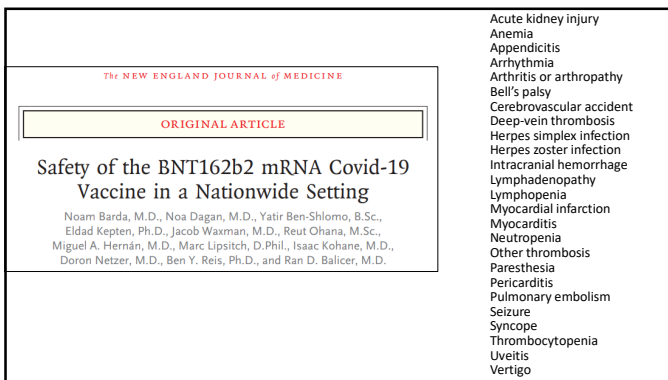 The NEW ENGLAND JOURNAL of MEDICINE
ORIGINAL ARTICLE
Safety of the BNT162b2 mRNA Covid-19
Vaccine in a Nationwide Setting
Noam Barda, M.D., Noa Dagan, M.D., Yatir Ben-Shlomo, B.Sc.,
Eldad Kepten, Ph.D., Jacob Waxman, M.D., Reut Ohana, M.Sc.,
Miguel A. Hernán, M.D., Marc Lipsitch, D.Phil., Isaac Kohane, M.D.,
Doron Netzer, M.D., Ben Y. Reis, Ph.D., and Ran D. Balicer, M.D.
Acute kidney injury
Anemia
Appendicitis
Arrhythmia
Arthritis or arthropathy
Bell's palsy
Cerebrovascular accident
Deep-vein thrombosis
Herpes simplex infection
Herpes zoster infection
Intracranial hemorrhage
Lymphadenopathy
Lymphopenia
Myocardial infarction
Myocarditis
Neutropenia
Other thrombosis
Paresthesia
Pericarditis
Pulmonary embolism
Seizure
Syncope
Thrombocytopenia
Uveitis
Vertigo